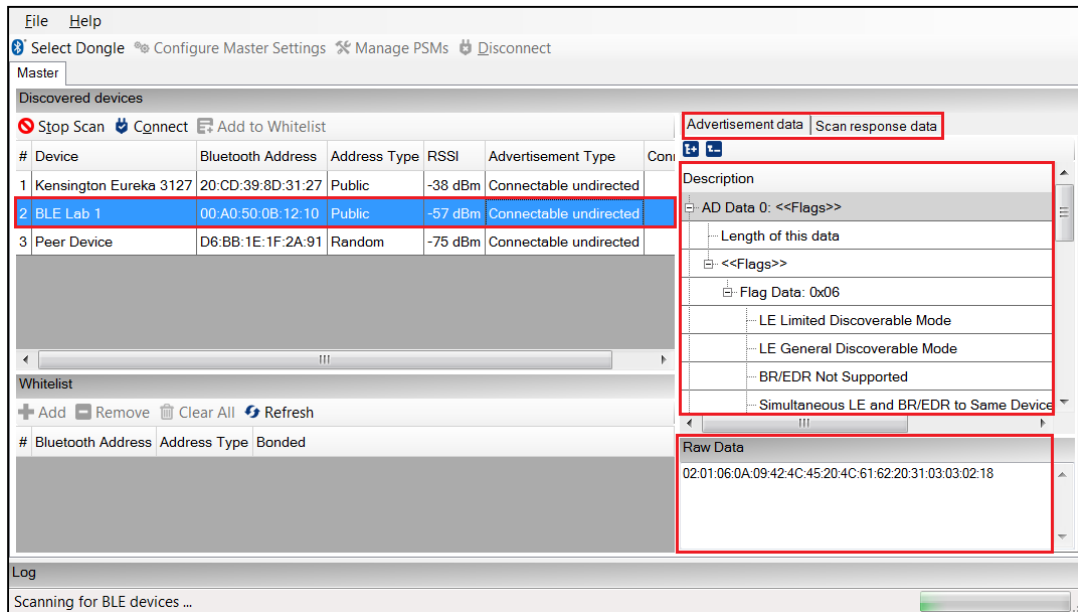 File Help
Select Dongle Configure Master Settings Manage PSMs Disconnect
Master
Discovered devices
Stop Scan Connect Add to Whitelist
# Device Bluetooth Address Address Type RSSI Advertisement Type Con
1 Kensington Eureka 3127 20:CD:39:8D:31:27 Public -38 dBm Connectable undirected
2 BLE Lab 1 00:A0:50:0B:12:10 Public -57 dBm Connectable undirected
3 Peer Device D6:BB:1E:1F:2A:91 Random -75 dBm Connectable undirected
Whitelist
Add Remove Clear All Refresh
# Bluetooth Address Address Type Bonded
Advertisement data Scan response data
Description
AD Data 0: <<Flags>>
Length of this data
<<Flags>>
Flag Data: 0x06
LE Limited Discoverable Mode
LE General Discoverable Mode
BR/EDR Not Supported
Simultaneous LE and BR/EDR to Same Device
Raw Data
02:01:06:0A:09:42:4C:45:20:4C:61:62:20:31:03:03:02:18
Log
Scanning for BLE devices ...